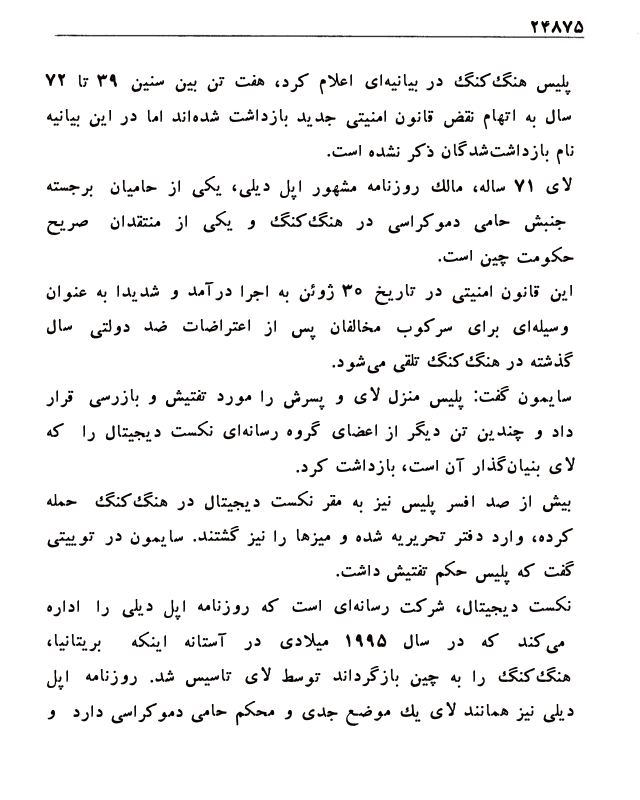 ۲۴۸۷۵
پلیس هنگ‌کنگ در بیانیه‌ای اعلام کرد، هفت تن بین سنین ۳۹ تا ۷۲
سال به اتهام نقض قانون امنیتی جدید بازداشت شده‌اند اما در این بیانیه
نام بازداشت‌شدگان ذکر نشده است.
لای ۷۱ ساله، مالك روزنامه مشهور اپل دیلی، یکی از حامیان برجسته
جنبش حامی دموکراسی در هنگ‌کنگ و یکی از منتقدان صریح
حکومت چین است.
این قانون امنیتی در تاریخ ۳۰ ژوئن به اجرا درآمد و شدیدا به عنوان
وسیله‌ای برای سرکوب مخالفان پس از اعتراضات ضد دولتی سال
گذشته در هنگ‌کنگ تلقی می‌شود.
سایمون گفت: پلیس منزل لای و پسرش را مورد تفتیش و بازرسی قرار
داد و چندین تن دیگر از اعضای گروه رسانه‌ای نکست دیجیتال را که
لای بنیان‌گذار آن است، بازداشت کرد.
بیش از صد افسر پلیس نیز به مقر نکست دیجیتال در هنگ‌کنگ حمله
کرده، وارد دفتر تحریریه شده و میزها را نیز گشتند. سایمون در توییتی
گفت که پلیس حکم تفتیش داشت.
نکست دیجیتال، شرکت رسانه‌ای است که روزنامه اپل دیلی را اداره
می‌کند که در سال ۱۹۹۵ میلادی در آستانه اینکه بریتانیا،
هنگ‌کنگ را به چین بازگرداند توسط لای تاسیس شد. روزنامه اپل
دیلی نیز همانند لای یك موضع جدی و محکم حامی دموکراسی دارد و